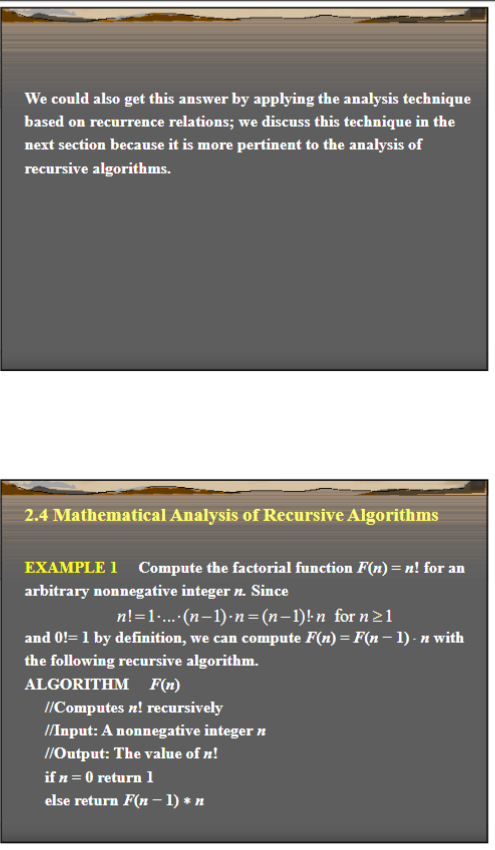 We could also get this answer by applying the analysis technique
based on recurrence relations; we discuss this technique in the
next section because it is more pertinent to the analysis of
recursive algorithms.
2.4 Mathematical Analysis of Recursive Algorithms
EXAMPLE 1 Compute the factorial function F(n) = n! for an
arbitrary nonnegative integer n. Since
n! = 1·...·(n−1)·n = (n−1)!·n for n ≥ 1
and 0!= 1 by definition, we can compute F(n) = F(n − 1) · n with
the following recursive algorithm.
ALGORITHM F(n)
//Computes n! recursively
//Input: A nonnegative integer n
//Output: The value of n!
if n = 0 return 1
else return F(n − 1) * n